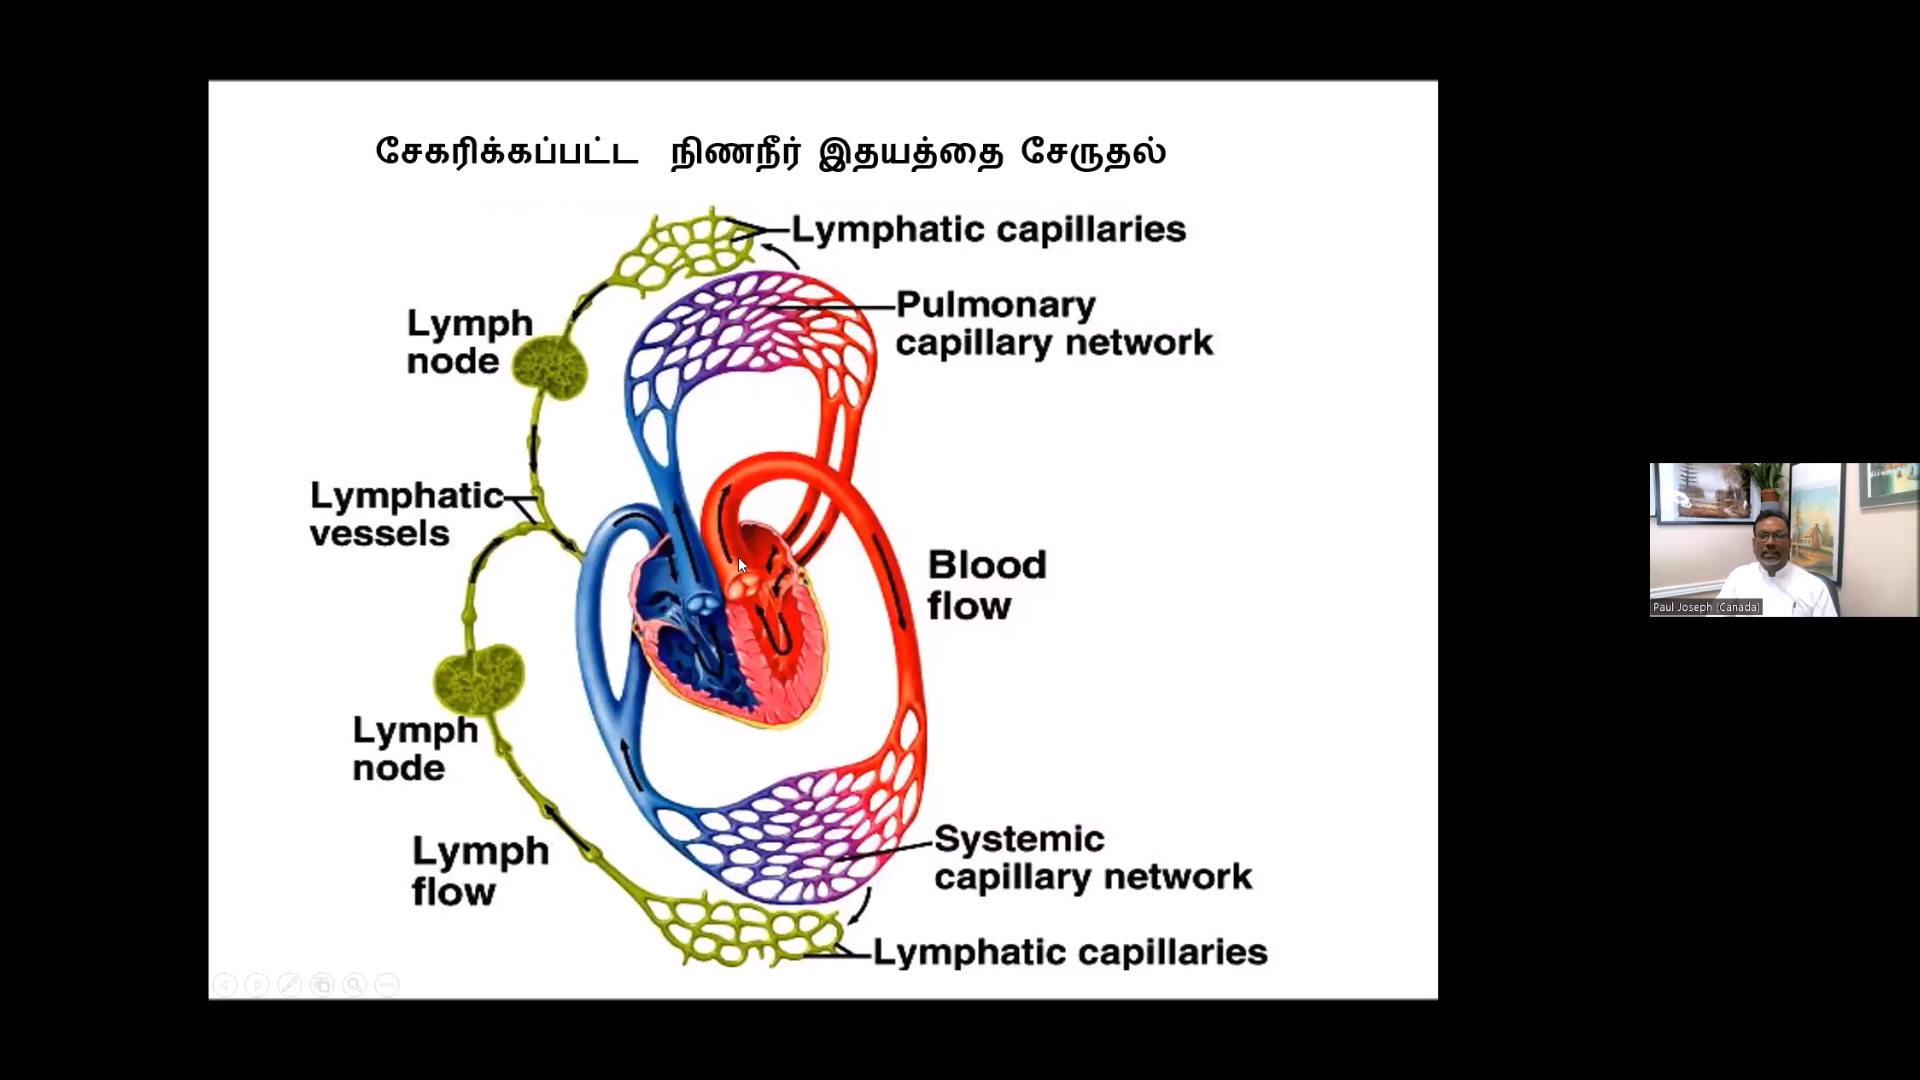 சேகரிக்கப்பட்ட நிணநீர் இதயத்தை சேருதல்
Lymphatic capillaries
Pulmonary
capillary network
Lymph
node
Lymphatic
vessels
Blood
flow
Paul Joseph (Canada)
Lymph
node
Systemic
capillary network
Lymph
flow
Lymphatic capillaries